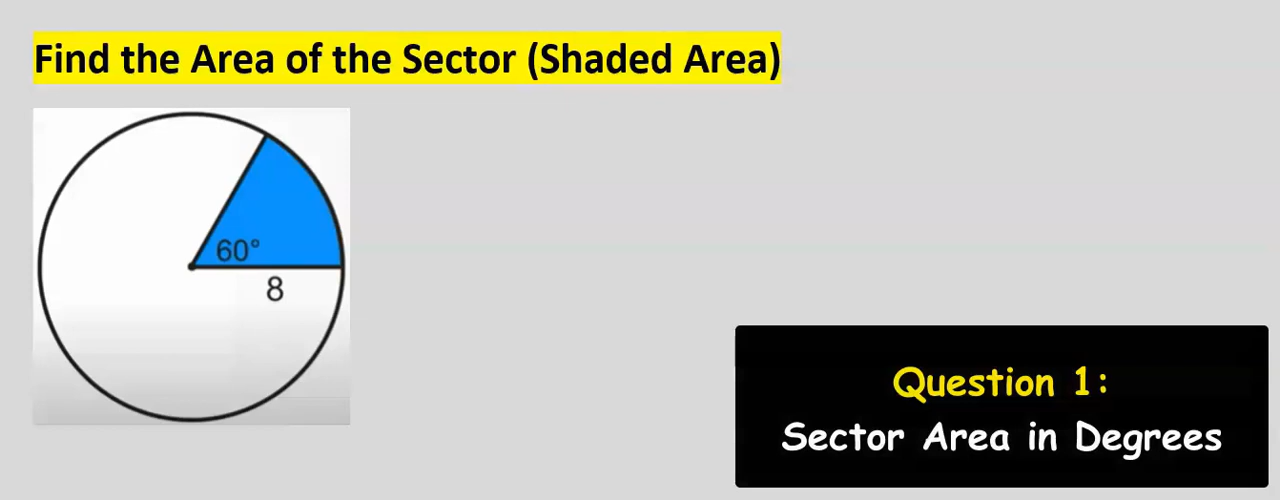 Find the Area of the Sector (Shaded Area)
60°
8
Question 1:
Sector Area in Degrees